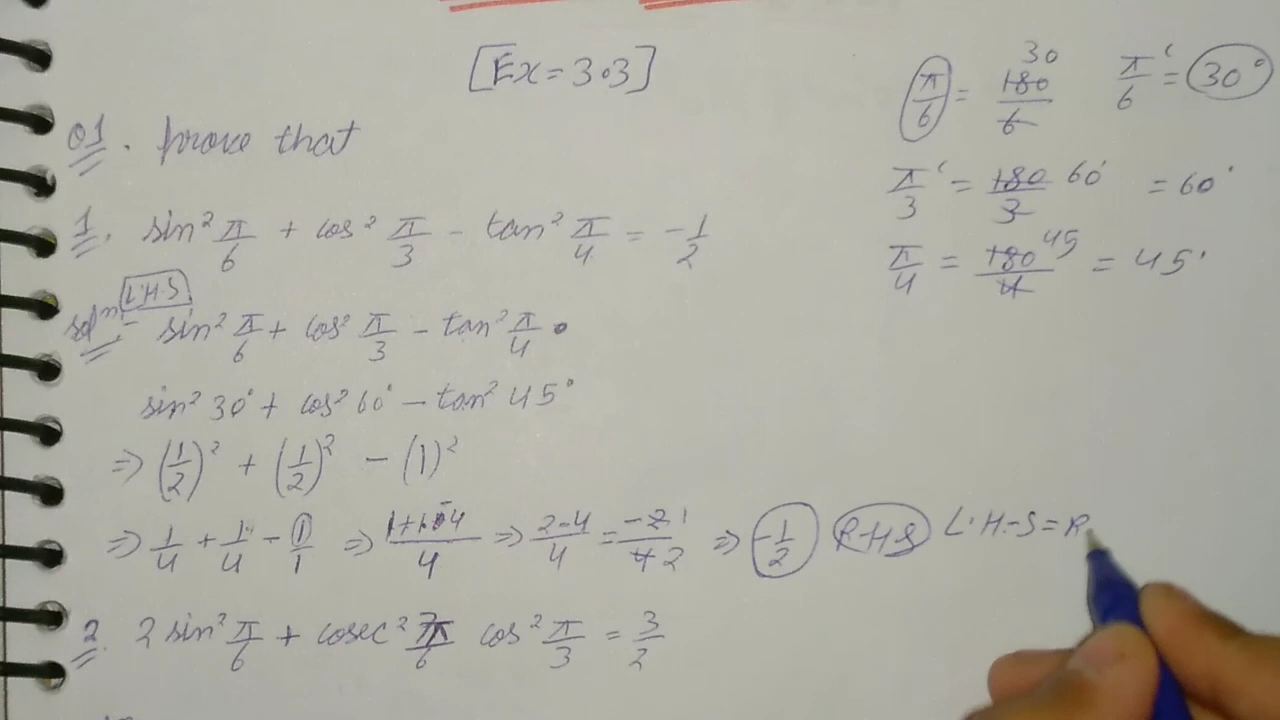 [Ex = 3.3]
Q1. prove that
1. sin² π/6 + cos² π/3 - tan² π/4 = -1/2
soln:- L.H.S sin² π/6 + cos² π/3 - tan² π/4
sin² 30° + cos² 60° - tan² 45°
⇒ (1/2)² + (1/2)² - (1)²
⇒ 1/4 + 1/4 - 1/1 ⇒ 1+1-4/4 ⇒ 2-4/4 = -2/4 1 2 ⇒ -1/2 R-H-S L.H.-S = R
2. 2 sin² π/6 + cosec² 7π/6 cos² π/3 = 3/2
π/6 = 180/6 30 π/6 = 30°
π/3 = 180/3 60° = 60°
π/4 = 180/4 45 = 45°